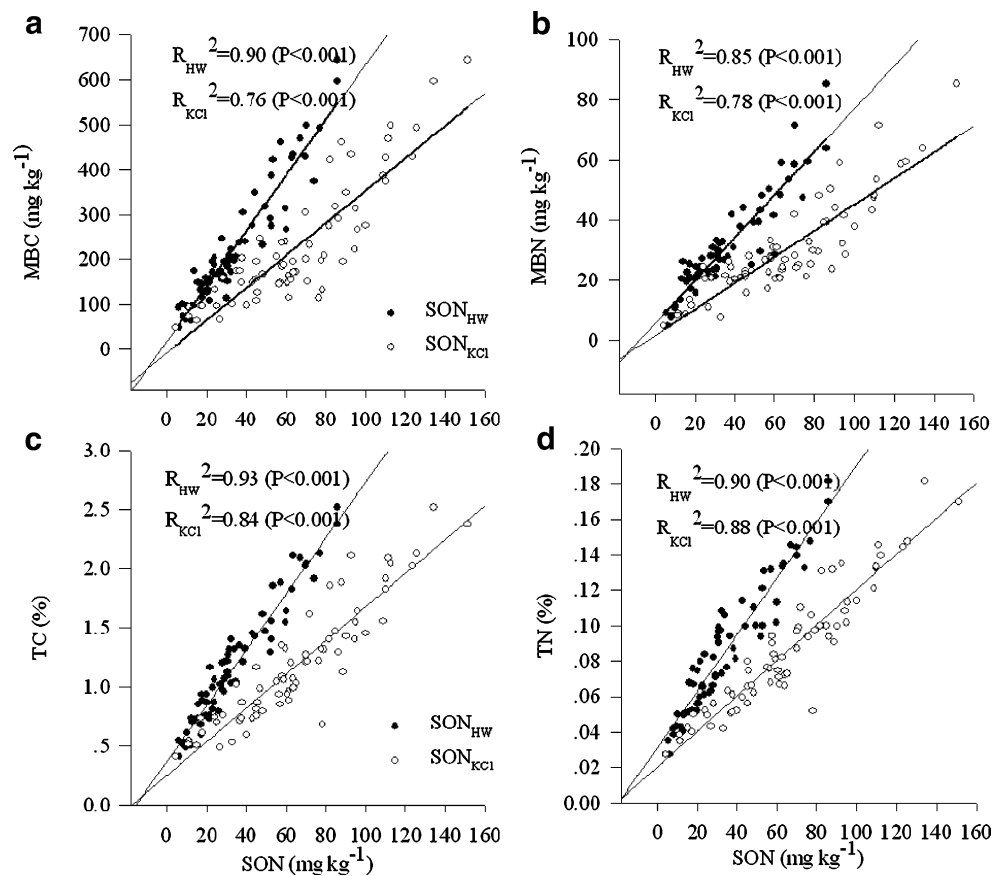 a
700
600
500
400
300
200
100
0
MBC (mg kg-1)
RHW2=0.90 (P<0.001)
RKCl2=0.76 (P<0.001)
SONHW
SONKCl
0 20 40 60 80 100 120 140 160
b
100
80
60
40
20
0
MBN (mg kg-1)
RHW2=0.85 (P<0.001)
RKCl2=0.78 (P<0.001)
0 20 40 60 80 100 120 140 160
c
3.0
2.5
2.0
1.5
1.0
.5
0.0
TC (%)
RHW2=0.93 (P<0.001)
RKCl2=0.84 (P<0.001)
SONHW
SONKCl
0 20 40 60 80 100 120 140 160
SON (mg kg-1)
d
.20
.18
.16
.14
.12
.10
.08
.06
.04
.02
0.00
TN (%)
RHW2=0.90 (P<0.001)
RKCl2=0.88 (P<0.001)
0 20 40 60 80 100 120 140 160
SON (mg kg-1)